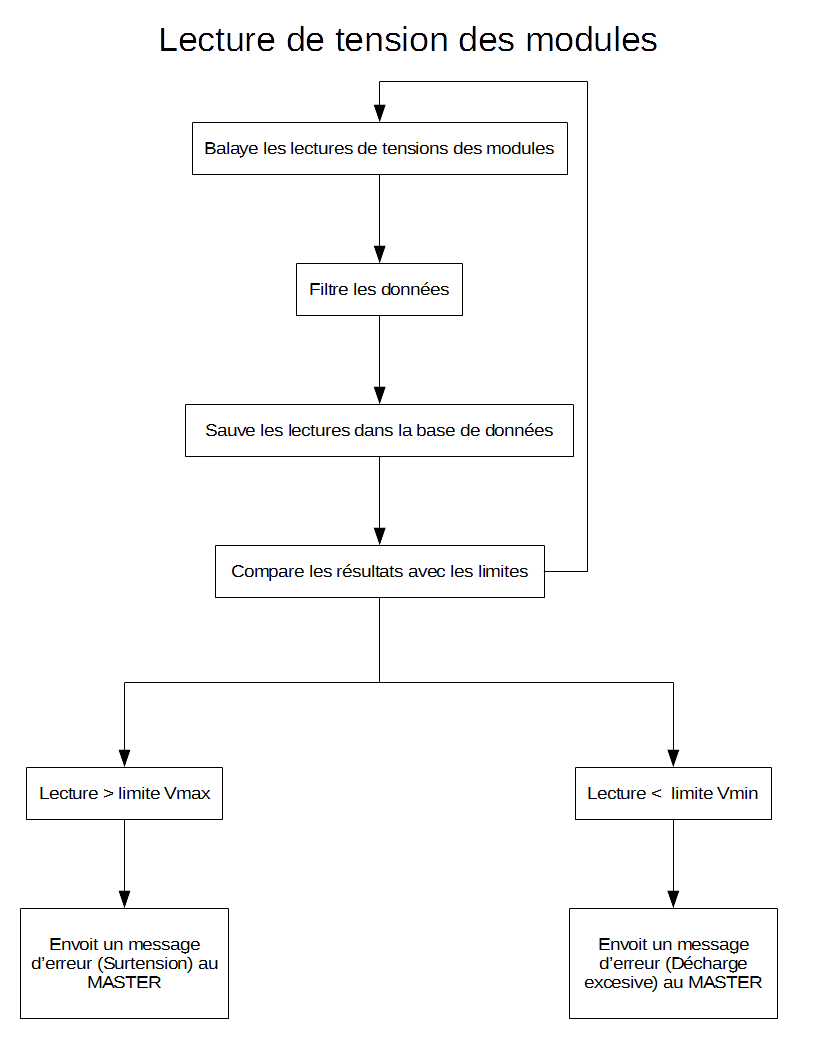 Lecture de tension des modules
Balaye les lectures de tensions des modules
Filtre les données
Sauve les lectures dans la base de données
Compare les résultats avec les limites
Lecture > limite Vmax
Lecture <  limite Vmin
Envoit un message
d’erreur (Surtension) au
MASTER
Envoit un message
d’erreur (Décharge
excesive) au MASTER